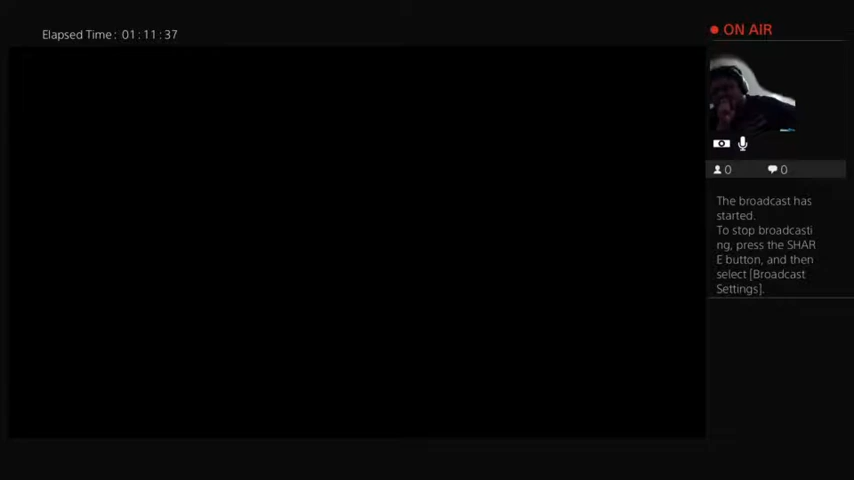 Elapsed Time: 01:11:37
ON AIR
0 0
The broadcast has
started.
To stop broadcasti
ng, press the SHAR
E button, and then
select [Broadcast
Settings].